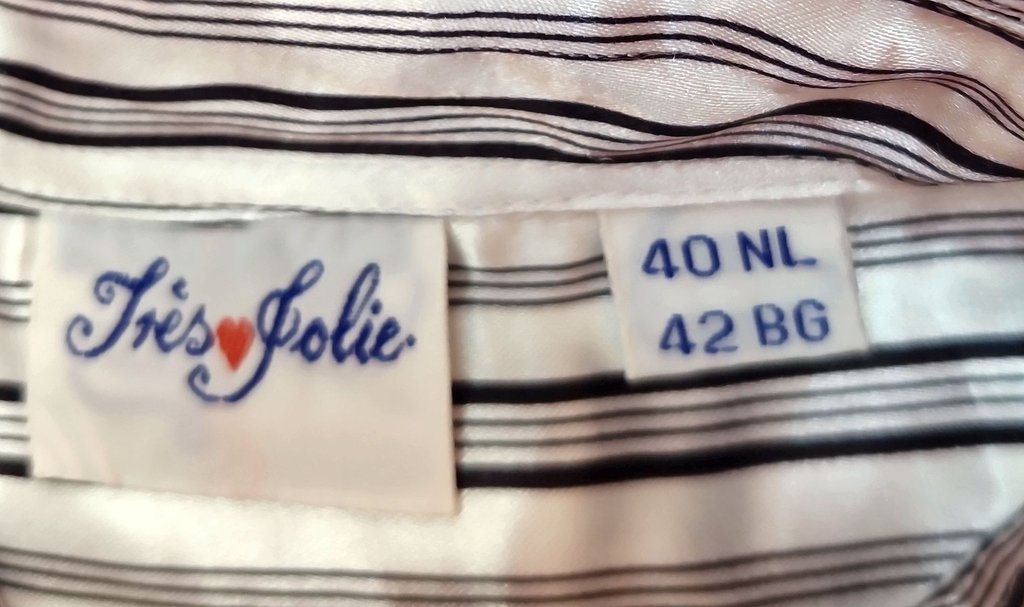 Très Jolie.
40 NL
42 BG